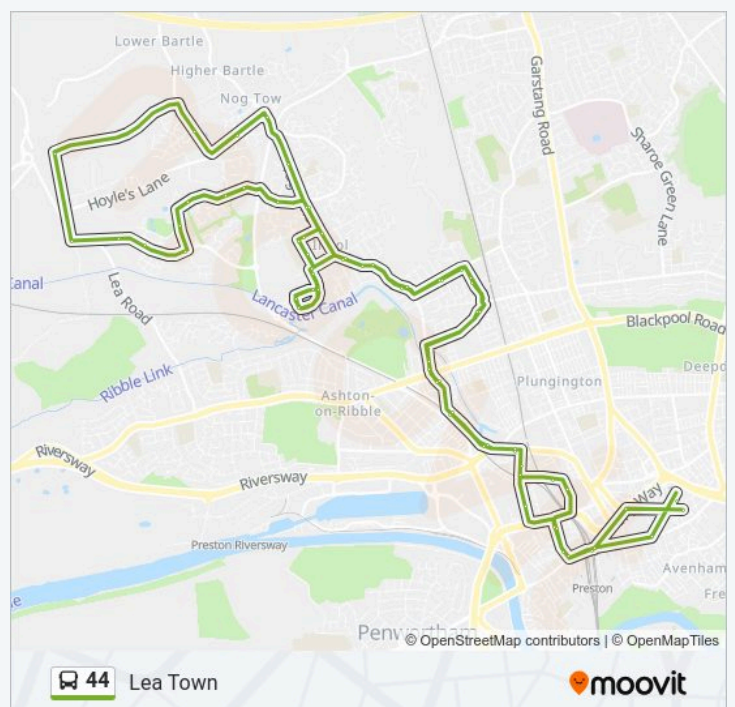 Lower Bartle
Higher Bartle
Nog Tow
Garstang Road
Sharoe Green Lane
Hoyle's Lane
Lea Road
Lancaster Canal
Blackpool Road
Ribble Link
Plungington
Ashton-
on-Ribble
Riversway
Riversway
Way
Preston Riversway
Avenham
Preston
Penwortham
© OpenStreetMap contributors | © OpenMapTiles
44 Lea Town
moovit